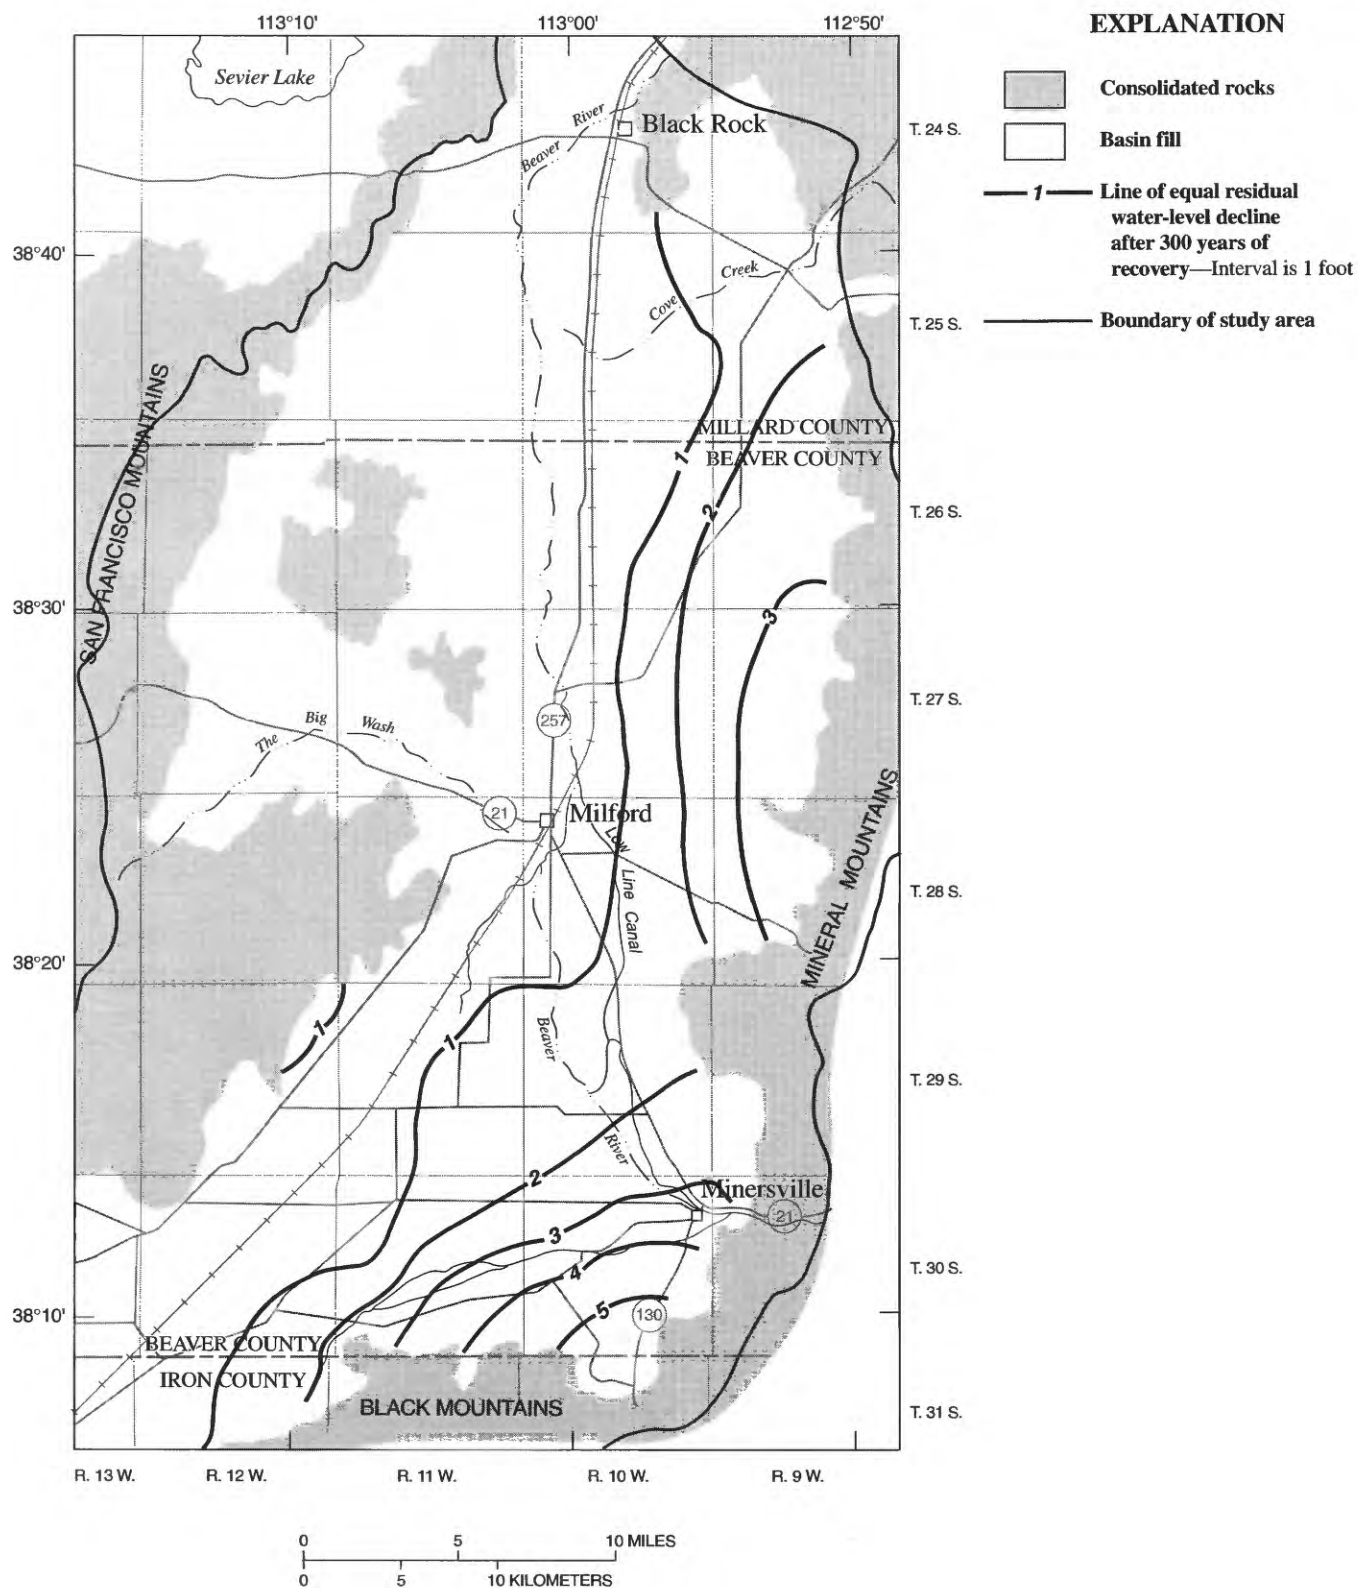 113°10'
113°00'
112°50'
EXPLANATION
Sevier Lake
Consolidated rocks
River
Black Rock
T. 24 S.
Basin fill
Beaver
1
Line of equal residual
water-level decline
after 300 years of
recovery—Interval is 1 foot
38°40'
Creek
Cove
T. 25 S.
Boundary of study area
SAN FRANCISCO MOUNTAINS
MILLARD COUNTY
BEAVER COUNTY
1
2
T. 26 S.
38°30'
3
T. 27 S.
257
The Big Wash
21
Milford
Low Line Canal
MINERAL MOUNTAINS
T. 28 S.
38°20'
1
1
Beaver
River
T. 29 S.
2
Minersville
21
3
4
T. 30 S.
5
130
38°10'
BEAVER COUNTY
IRON COUNTY
BLACK MOUNTAINS
T. 31 S.
R. 13 W.
R. 12 W.
R. 11 W.
R. 10 W.
R. 9 W.
0
5
10 MILES
0
5
10 KILOMETERS